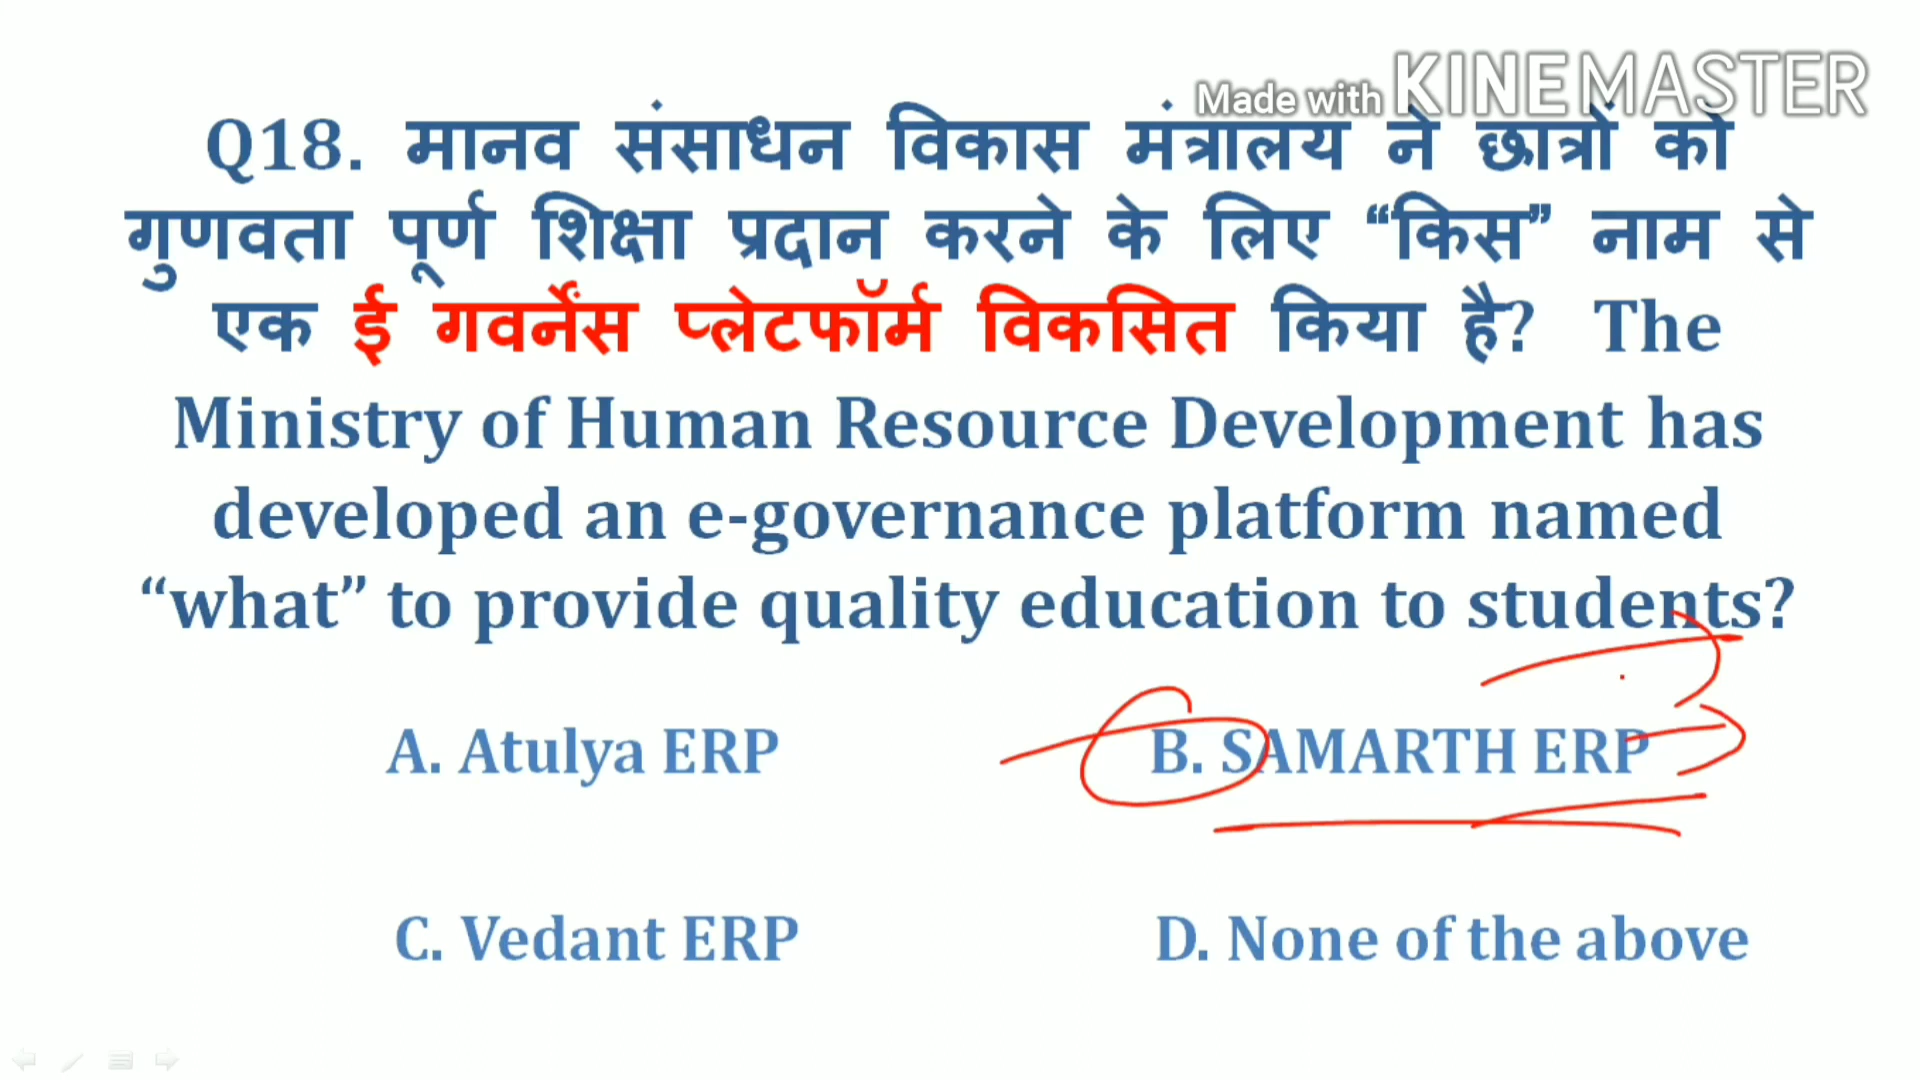 Made with KINEMASTER
Q18. मानव संसाधन विकास मंत्रालय ने छात्रों को
गुणवता पूर्ण शिक्षा प्रदान करने के लिए “किस” नाम से
एक ई गवर्नेंस प्लेटफॉर्म विकसित किया है? The
Ministry of Human Resource Development has
developed an e-governance platform named
“what” to provide quality education to students?
A. Atulya ERP B. SAMARTH ERP
C. Vedant ERP D. None of the above